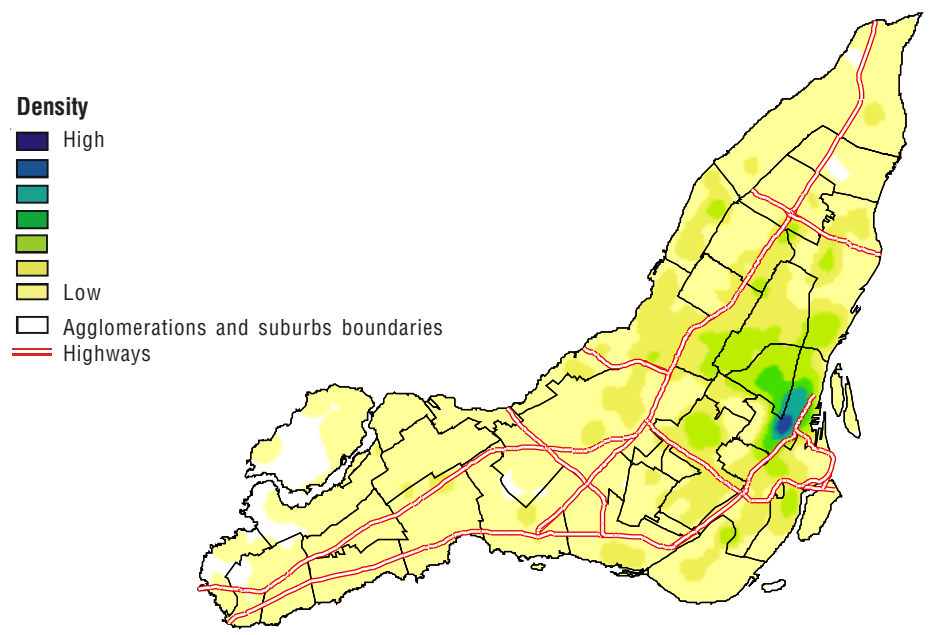 Density
High
Low
Agglomerations and suburbs boundaries
Highways